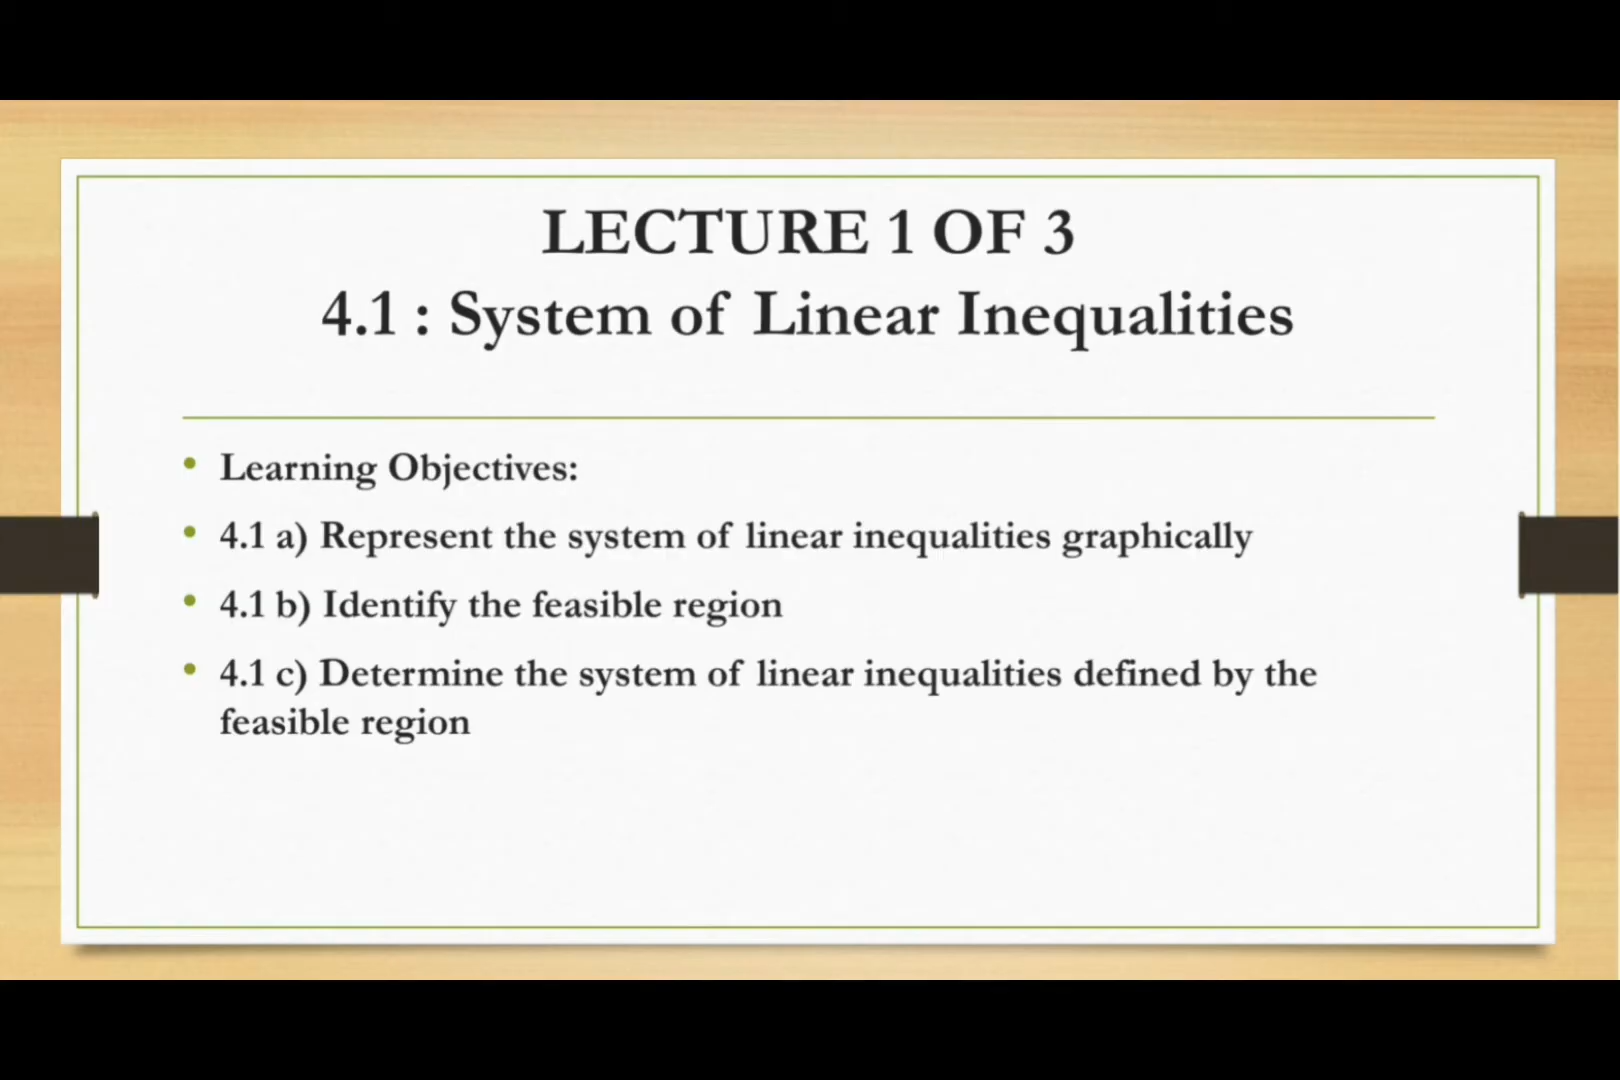 LECTURE 1 OF 3
4.1 : System of Linear Inequalities
• Learning Objectives:
• 4.1 a) Represent the system of linear inequalities graphically
• 4.1 b) Identify the feasible region
• 4.1 c) Determine the system of linear inequalities defined by the
feasible region